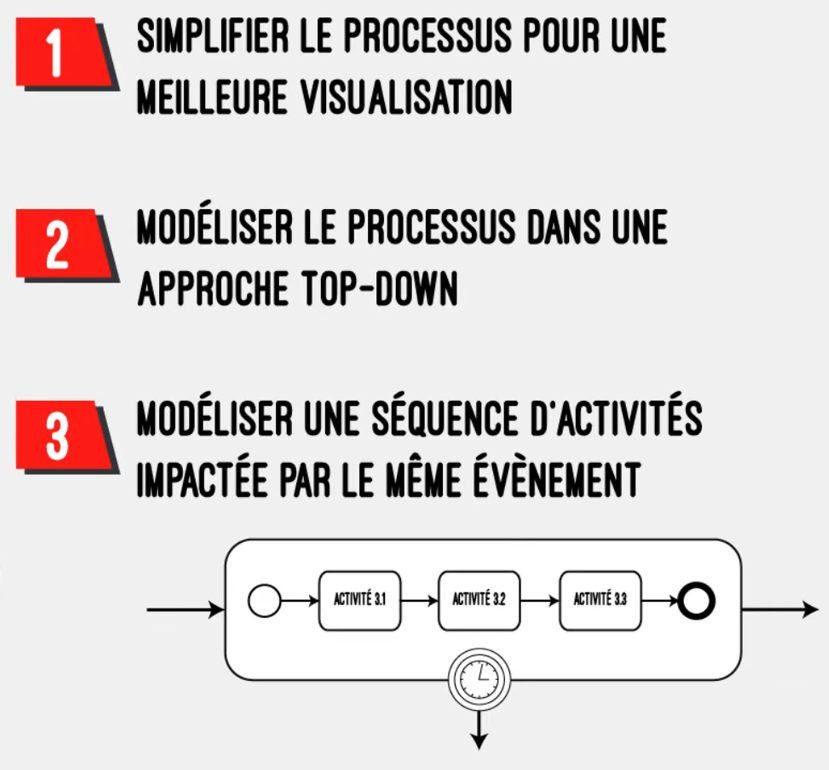 1
SIMPLIFIER LE PROCESSUS POUR UNE
MEILLEURE VISUALISATION
2
MODÉLISER LE PROCESSUS DANS UNE
APPROCHE TOP-DOWN
3
MODÉLISER UNE SÉQUENCE D'ACTIVITÉS
IMPACTÉE PAR LE MÊME ÉVÈNEMENT
ACTIVITÉ 3.1
ACTIVITÉ 3.2
ACTIVITÉ 3.3